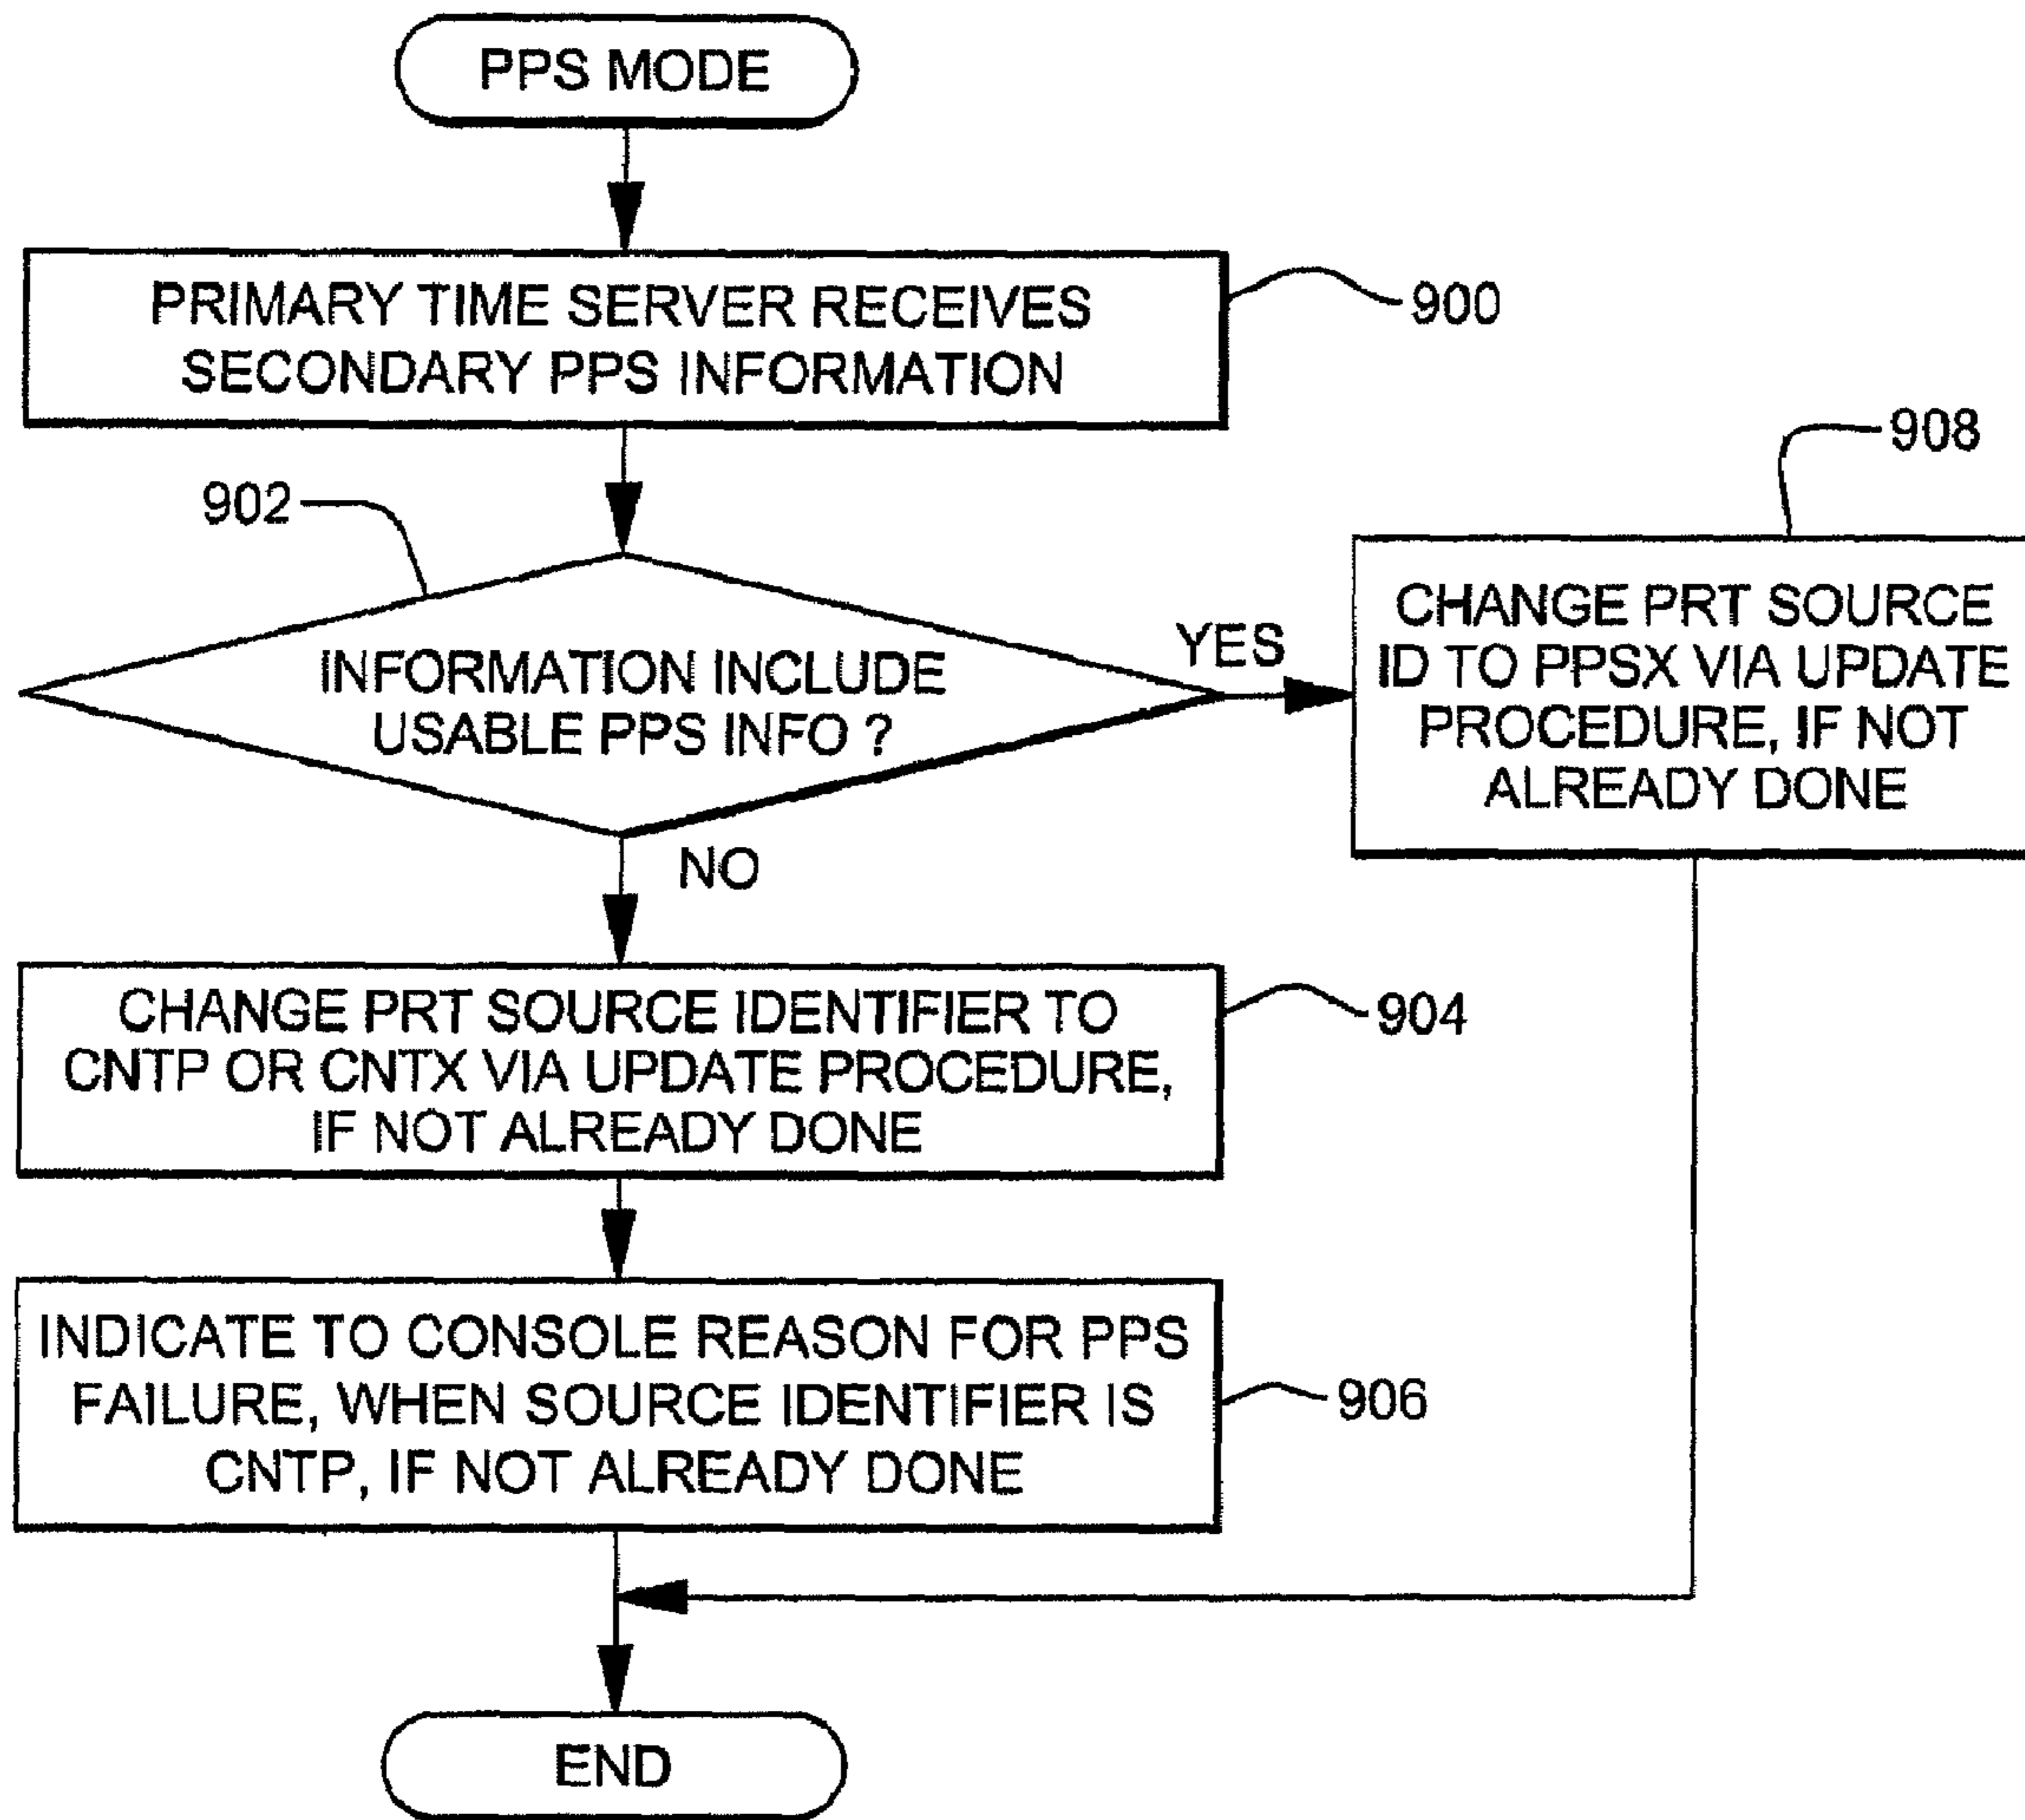 PPS MODE
PRIMARY TIME SERVER RECEIVES
SECONDARY PPS INFORMATION
900
902
INFORMATION INCLUDE
USABLE PPS INFO ?
YES
908
CHANGE PRT SOURCE
ID TO PPSX VIA UPDATE
PROCEDURE, IF NOT
ALREADY DONE
NO
CHANGE PRT SOURCE IDENTIFIER TO
CNTP OR CNTX VIA UPDATE PROCEDURE,
IF NOT ALREADY DONE
904
INDICATE TO CONSOLE REASON FOR PPS
FAILURE, WHEN SOURCE IDENTIFIER IS
CNTP, IF NOT ALREADY DONE
906
END